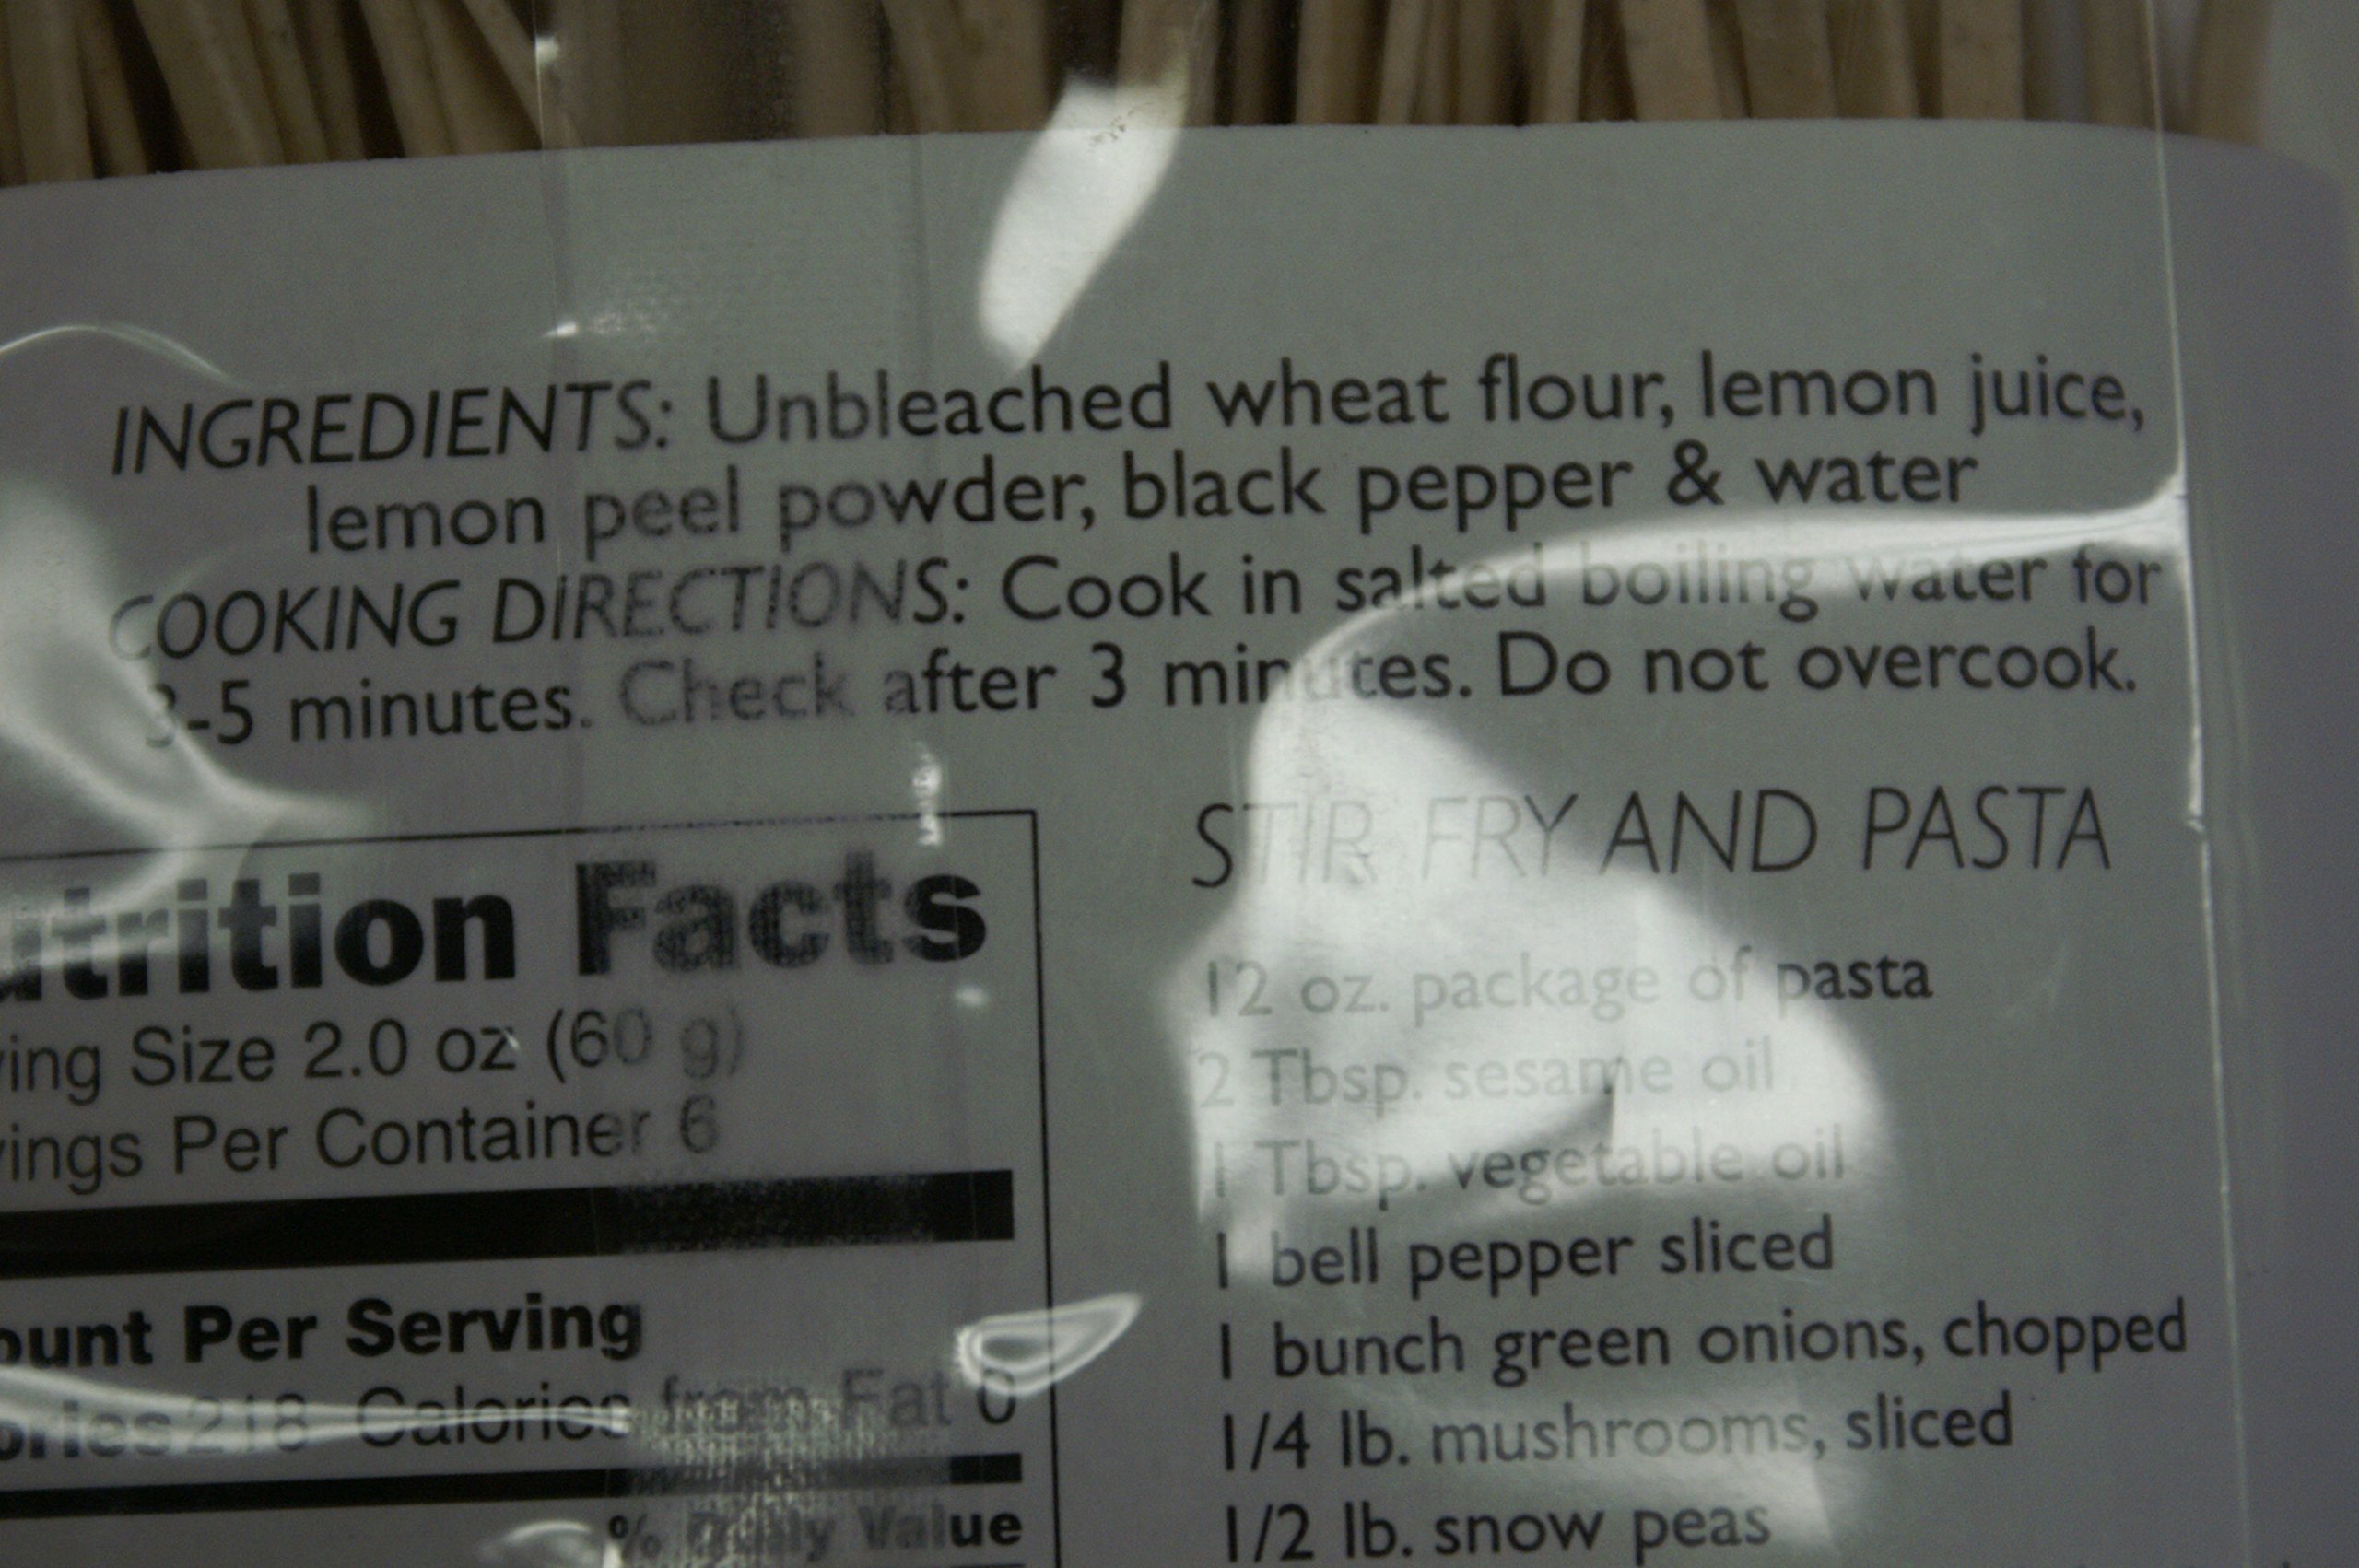 INGREDIENTS: Unbleached wheat flour, lemon juice,
lemon peel powder, black pepper & water
COOKING DIRECTIONS: Cook in salted boiling water for
3-5 minutes. Check after 3 minutes. Do not overcook.
utrition Facts
ving Size 2.0 oz (60 g)
vings Per Container 6
ount Per Serving
ories 218 Calories from Fat 0
% Daily Value
STIR FRY AND PASTA
12 oz. package of pasta
2 Tbsp. sesame oil
1 Tbsp. vegetable oil
1 bell pepper sliced
1 bunch green onions, chopped
1/4 lb. mushrooms, sliced
1/2 lb. snow peas